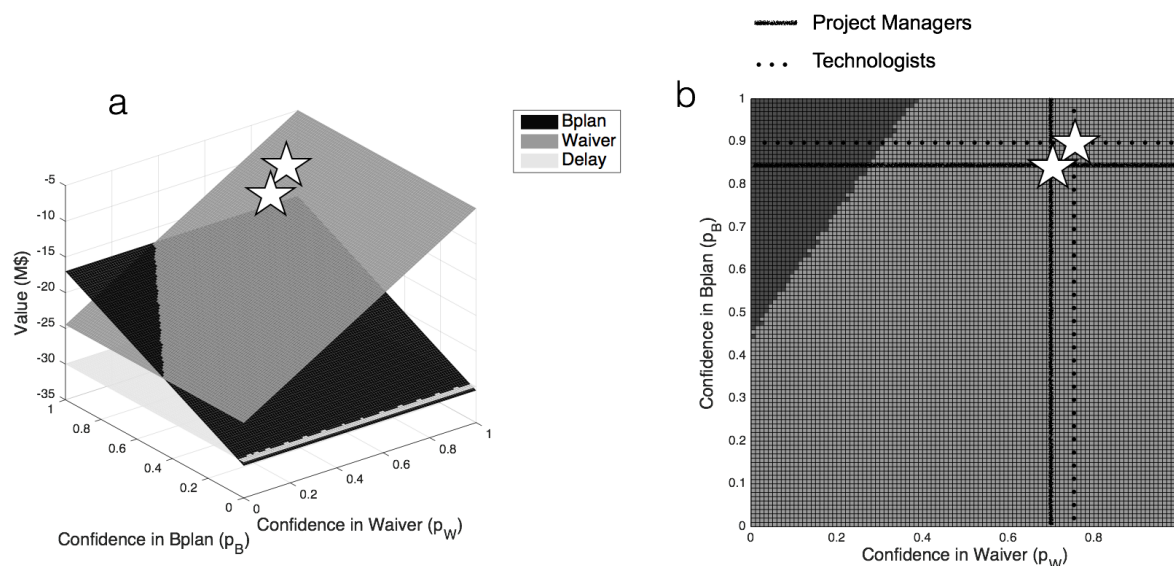 Project Managers
Technologists
a
b
Bplan
Waiver
Delay
Value (M$)
-5
-10
-15
-20
-25
-30
-35
1
0.8
0.6
0.4
0.2
0
Confidence in Bplan (pB)
0
0.2
0.4
0.6
0.8
1
Confidence in Waiver (pW)
Confidence in Bplan (pB)
1
0.9
0.8
0.7
0.6
0.5
0.4
0.3
0.2
0.1
0
0
0.2
0.4
0.6
0.8
Confidence in Waiver (pW)